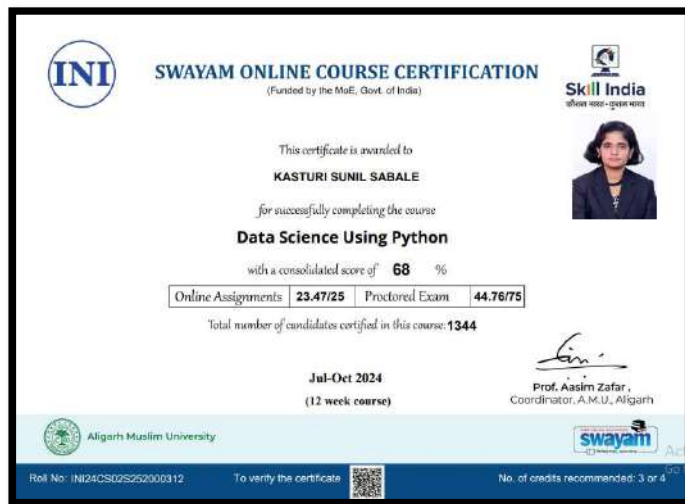 INI
SWAYAM ONLINE COURSE CERTIFICATION
(Funded by the MoE, Govt. of India)
Skill India
कौशल भारत - कुशल भारत
This certificate is awarded to
KASTURI SUNIL SABALE
for successfully completing the course
Data Science Using Python
with a consolidated score of 68 %
Online Assignments 23.47/25 Proctored Exam 44.76/75
Total number of candidates certified in this course: 1344
Jul-Oct 2024
(12 week course)
Prof. Aasim Zafar,
Coordinator, A.M.U., Aligarh
Aligarh Muslim University
swayam
Roll No: INI24CS02S252000312 To verify the certificate No. of credits recommended: 3 or 4